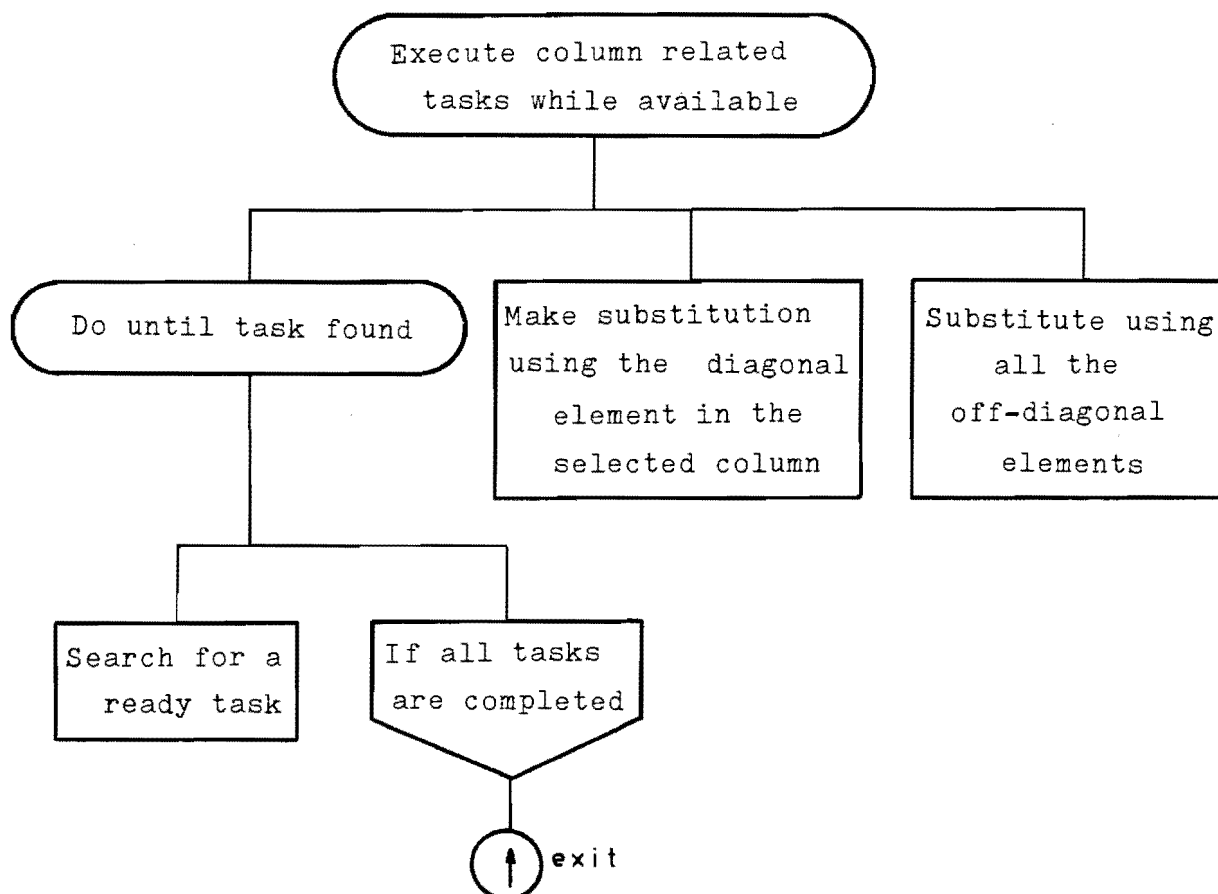 Execute column related
tasks while available
Do until task found
Make substitution
using the diagonal
element in the
selected column
Substitute using
all the
off-diagonal
elements
Search for a
ready task
If all tasks
are completed
exit